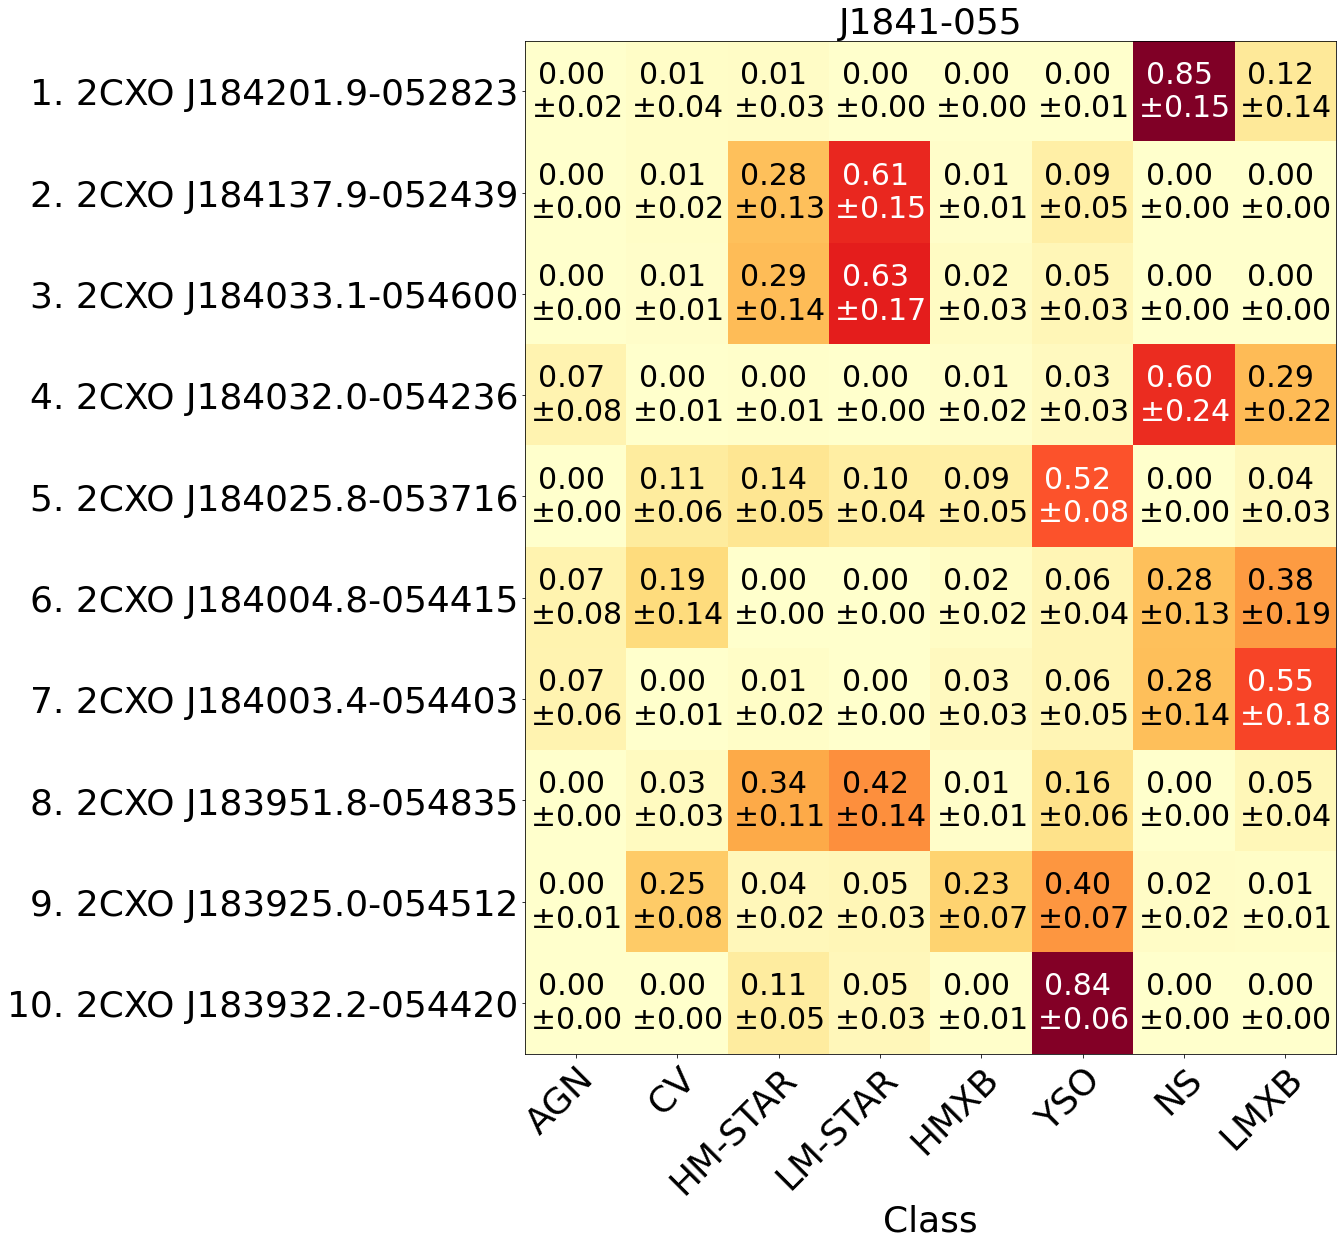 J1841-055
1. 2CXO J184201.9-052823
0.00 0.01 0.01 0.00 0.00 0.00 0.85 0.12
±0.02 ±0.04 ±0.03 ±0.00 ±0.00 ±0.01 ±0.15 ±0.14
2. 2CXO J184137.9-052439
0.00 0.01 0.28 0.61 0.01 0.09 0.00 0.00
±0.00 ±0.02 ±0.13 ±0.15 ±0.01 ±0.05 ±0.00 ±0.00
3. 2CXO J184033.1-054600
0.00 0.01 0.29 0.63 0.02 0.05 0.00 0.00
±0.00 ±0.01 ±0.14 ±0.17 ±0.03 ±0.03 ±0.00 ±0.00
4. 2CXO J184032.0-054236
0.07 0.00 0.00 0.00 0.01 0.03 0.60 0.29
±0.08 ±0.01 ±0.01 ±0.00 ±0.02 ±0.03 ±0.24 ±0.22
5. 2CXO J184025.8-053716
0.00 0.11 0.14 0.10 0.09 0.52 0.00 0.04
±0.00 ±0.06 ±0.05 ±0.04 ±0.05 ±0.08 ±0.00 ±0.03
6. 2CXO J184004.8-054415
0.07 0.19 0.00 0.00 0.02 0.06 0.28 0.38
±0.08 ±0.14 ±0.00 ±0.00 ±0.02 ±0.04 ±0.13 ±0.19
7. 2CXO J184003.4-054403
0.07 0.00 0.01 0.00 0.03 0.06 0.28 0.55
±0.06 ±0.01 ±0.02 ±0.00 ±0.03 ±0.05 ±0.14 ±0.18
8. 2CXO J183951.8-054835
0.00 0.03 0.34 0.42 0.01 0.16 0.00 0.05
±0.00 ±0.03 ±0.11 ±0.14 ±0.01 ±0.06 ±0.00 ±0.04
9. 2CXO J183925.0-054512
0.00 0.25 0.04 0.05 0.23 0.40 0.02 0.01
±0.01 ±0.08 ±0.02 ±0.03 ±0.07 ±0.07 ±0.02 ±0.01
10. 2CXO J183932.2-054420
0.00 0.00 0.11 0.05 0.00 0.84 0.00 0.00
±0.00 ±0.00 ±0.05 ±0.03 ±0.01 ±0.06 ±0.00 ±0.00
AGN CV HM-STAR LM-STAR HMXB YSO NS LMXB
Class